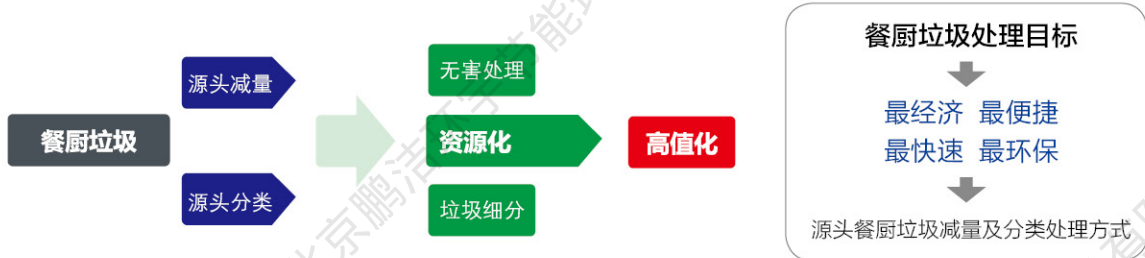 餐厨垃圾
源头减量
源头分类
无害处理
资源化
垃圾细分
高值化
餐厨垃圾处理目标
最经济 最便捷
最快速 最环保
源头餐厨垃圾减量及分类处理方式